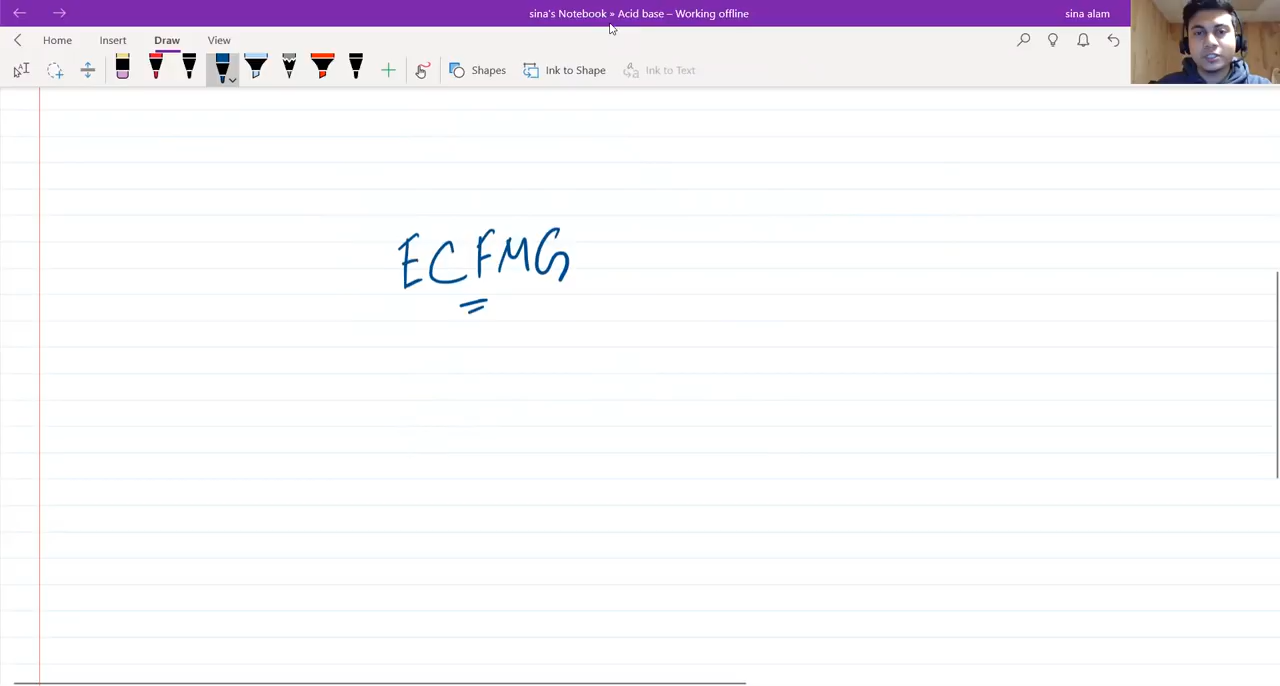 sina's Notebook » Acid base – Working offline
sina alam
Home Insert Draw View
Shapes Ink to Shape Ink to Text
ECFMG